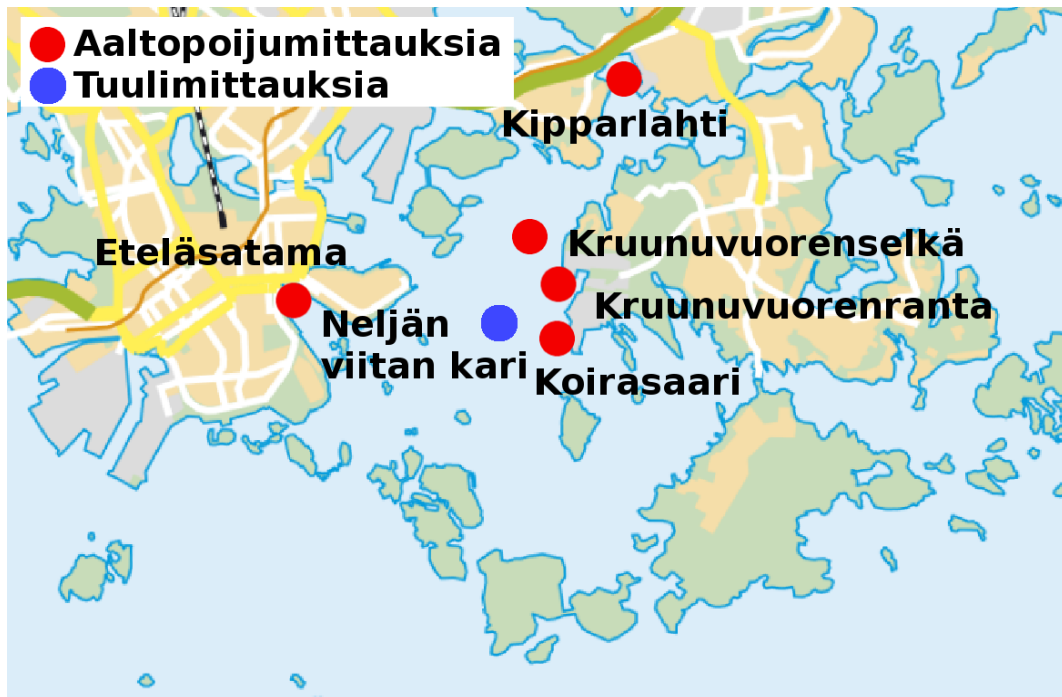 Aaltopoijumittauksia
Tuulimittauksia
Kipparlahti
Kruunuvuorenselkä
Eteläsatama
Kruunuvuorenranta
Neljän
viitan kari
Koirasaari